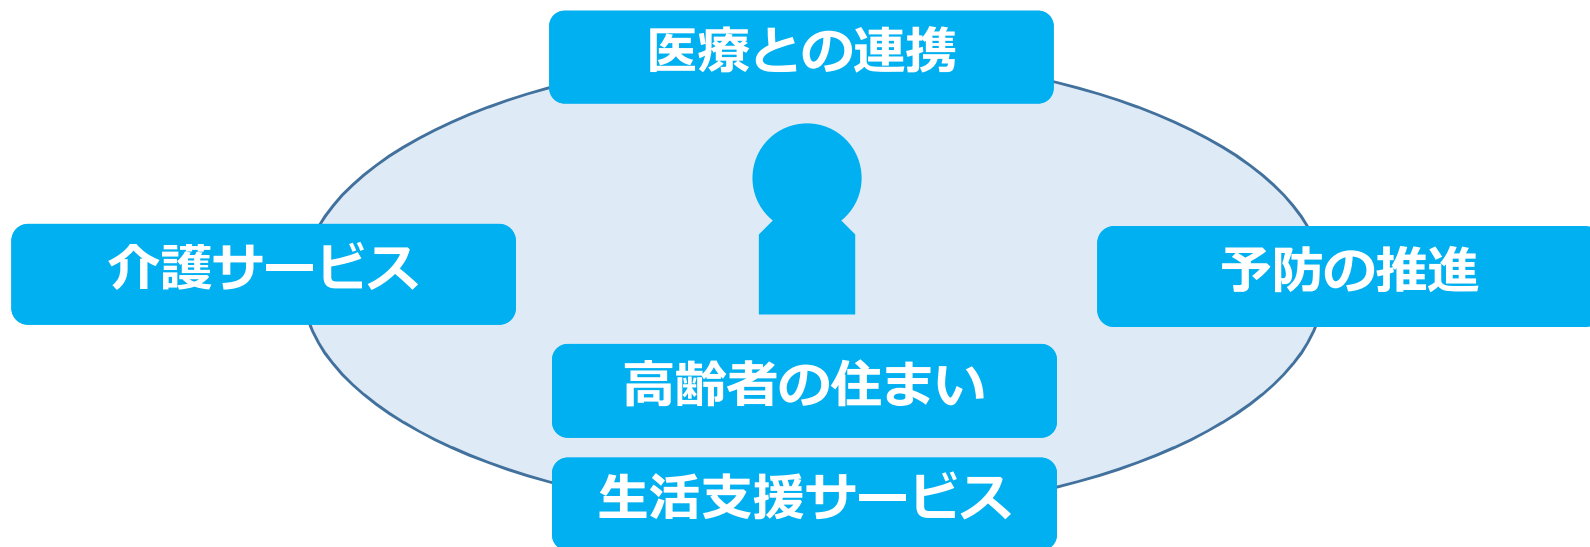 医療との連携
介護サービス
予防の推進
高齢者の住まい
生活支援サービス